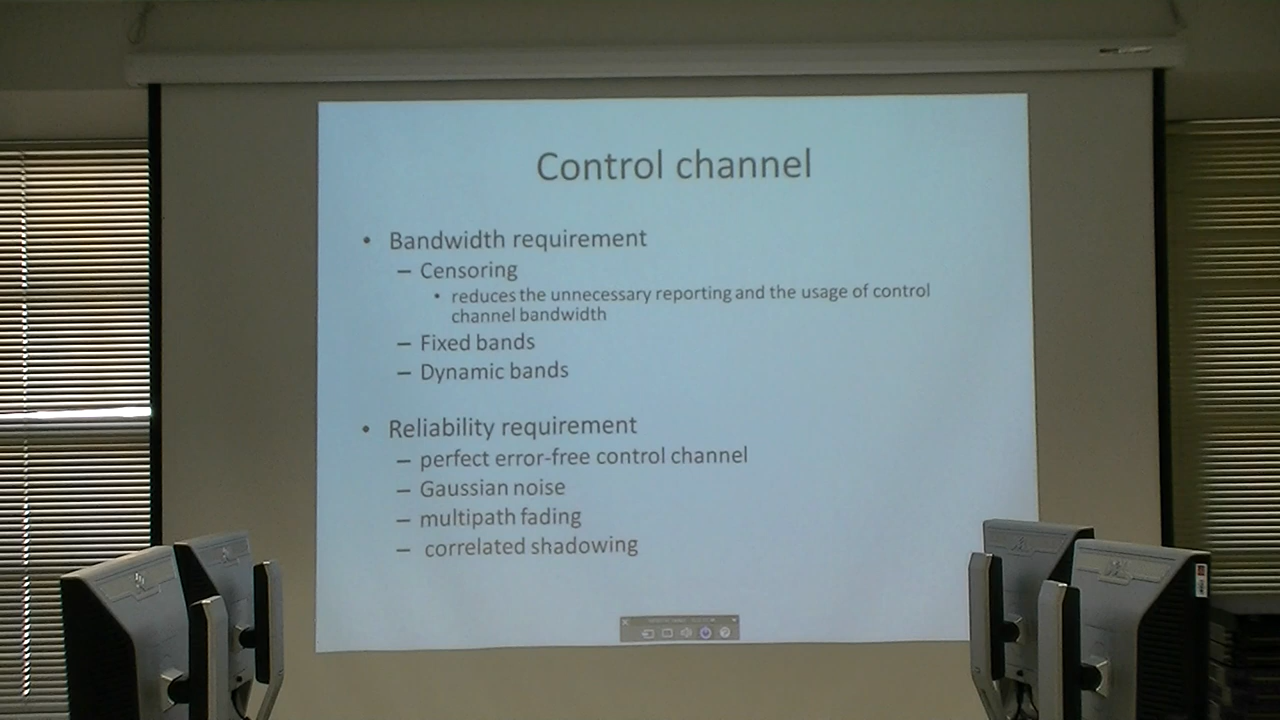 Control channel
• Bandwidth requirement
– Censoring
• reduces the unnecessary reporting and the usage of control
channel bandwidth
– Fixed bands
– Dynamic bands
• Reliability requirement
– perfect error-free control channel
– Gaussian noise
– multipath fading
– correlated shadowing